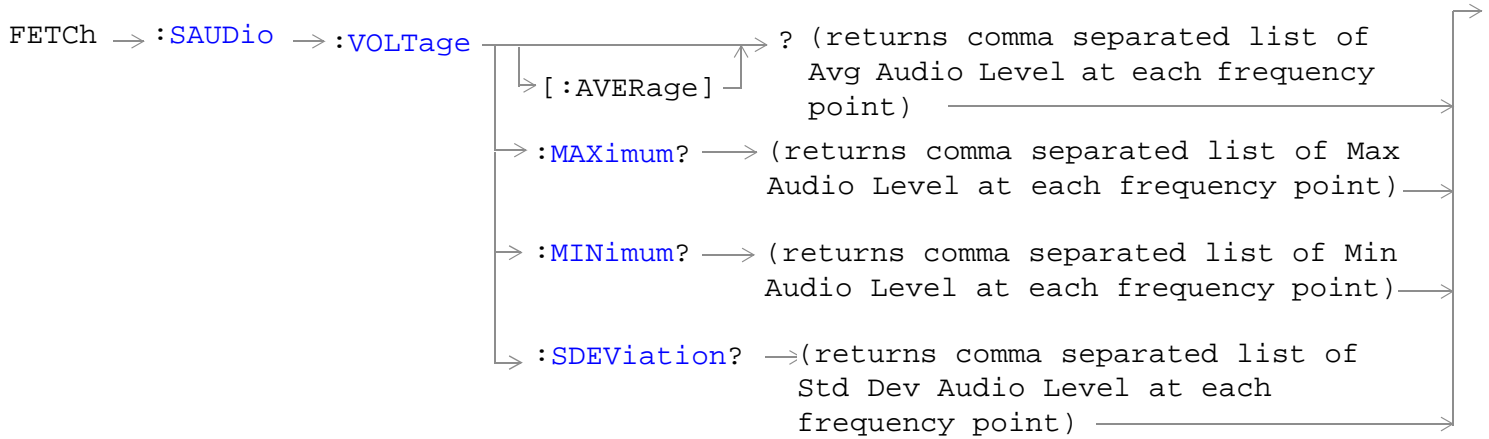 FETCh :SAUDio :VOLTage ? (returns comma separated list of
Avg Audio Level at each frequency
[:AVERage] point)
:MAXimum? (returns comma separated list of Max
Audio Level at each frequency point)
:MINimum? (returns comma separated list of Min
Audio Level at each frequency point)
:SDEViation? (returns comma separated list of
Std Dev Audio Level at each
frequency point)